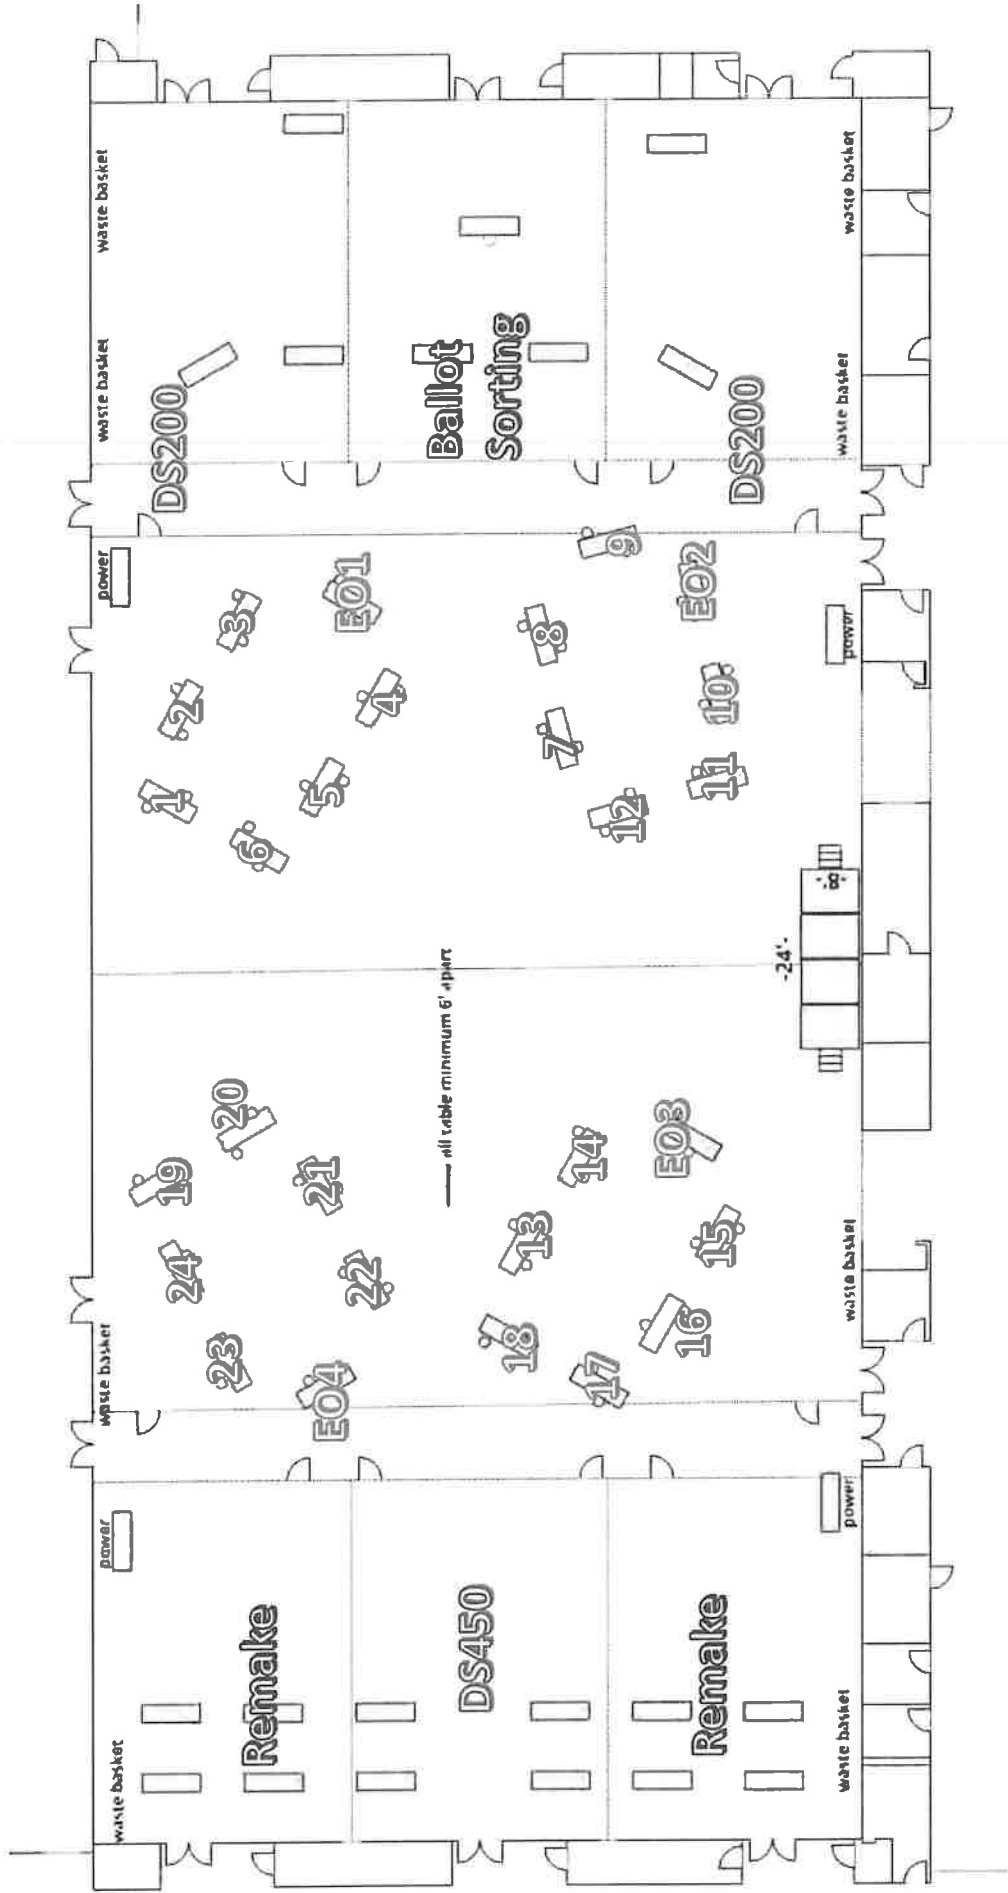 waste basket
waste basket
waste basket
waste basket
DS200
Ballot
Sorting
DS200
power
3
EO1
8
9
EO2
power
2
4
10
1
5
7
11
6
12
-8'-
-24'-
all table minimum 6' apart
20
19
21
14
EO3
24
22
13
15
waste basket
waste basket
23
EO4
18
17
16
power
power
Remake
DS450
Remake
waste basket
waste basket